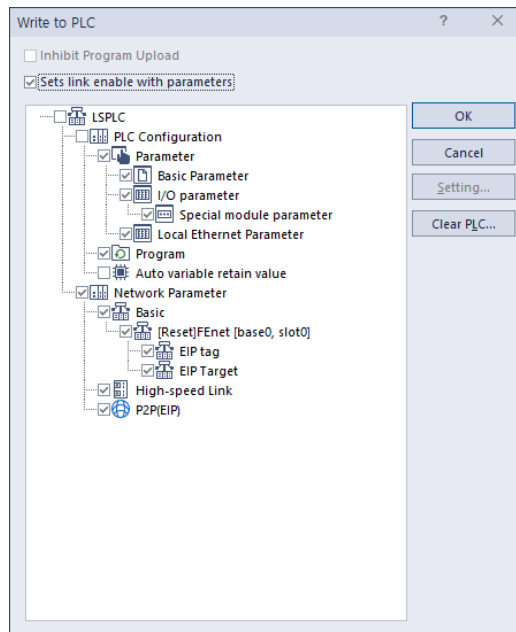 Write to PLC
?
Inhibit Program Upload
Sets link enable with parameters
LSPLC
PLC Configuration
Parameter
Basic Parameter
I/O parameter
Special module parameter
Local Ethernet Parameter
Program
Auto variable retain value
Network Parameter
Basic
[Reset]FEnet [base0, slot0]
EIP tag
EIP Target
High-speed Link
P2P(EIP)
OK
Cancel
Setting...
Clear PLC...